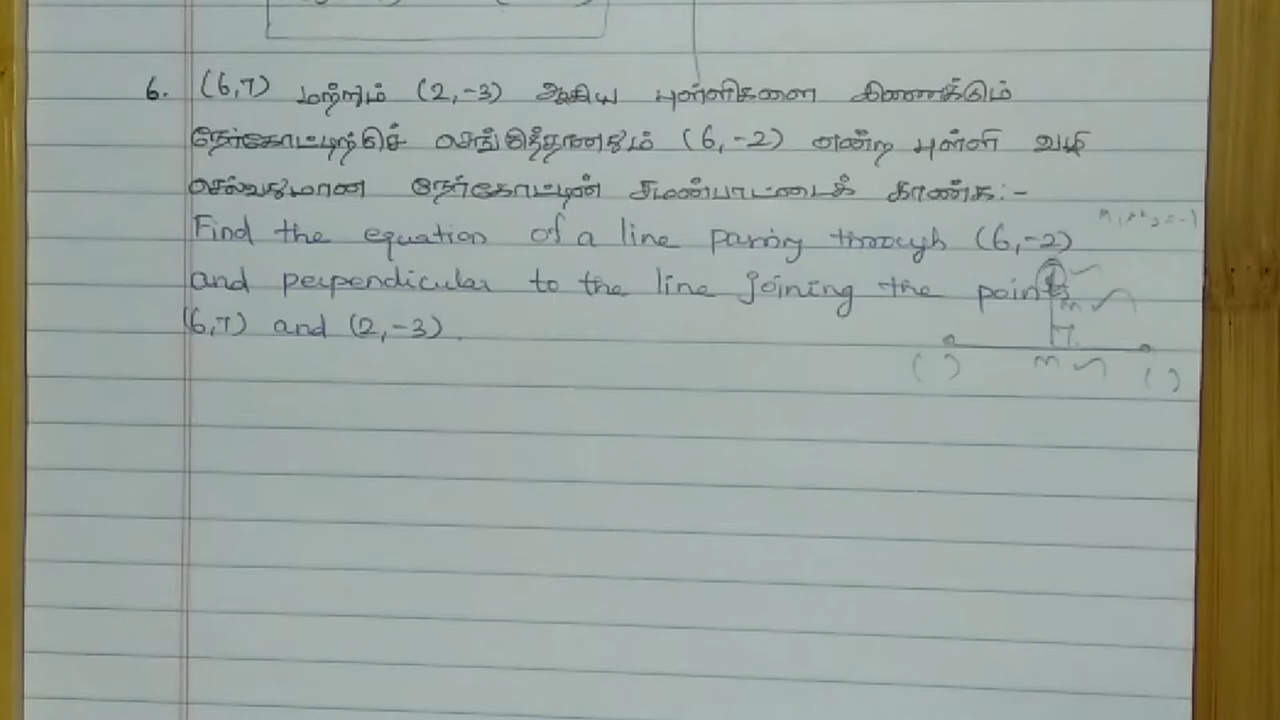 6. (6,7) மற்றும் (2,-3) ஆகிய புள்ளிகளை இணைக்கும்
நேர்கோட்டிற்குச் செங்குத்தானதும் (6,-2) என்ற புள்ளி வழி
செல்வதுமான நேர்கோட்டின் சமன்பாட்டைக் காண்க:-
Find the equation of a line passing through (6,-2)
m₁m₂=-1
and perpendicular to the line joining the points
m
(6,7) and (2,-3).
( ) m ( )